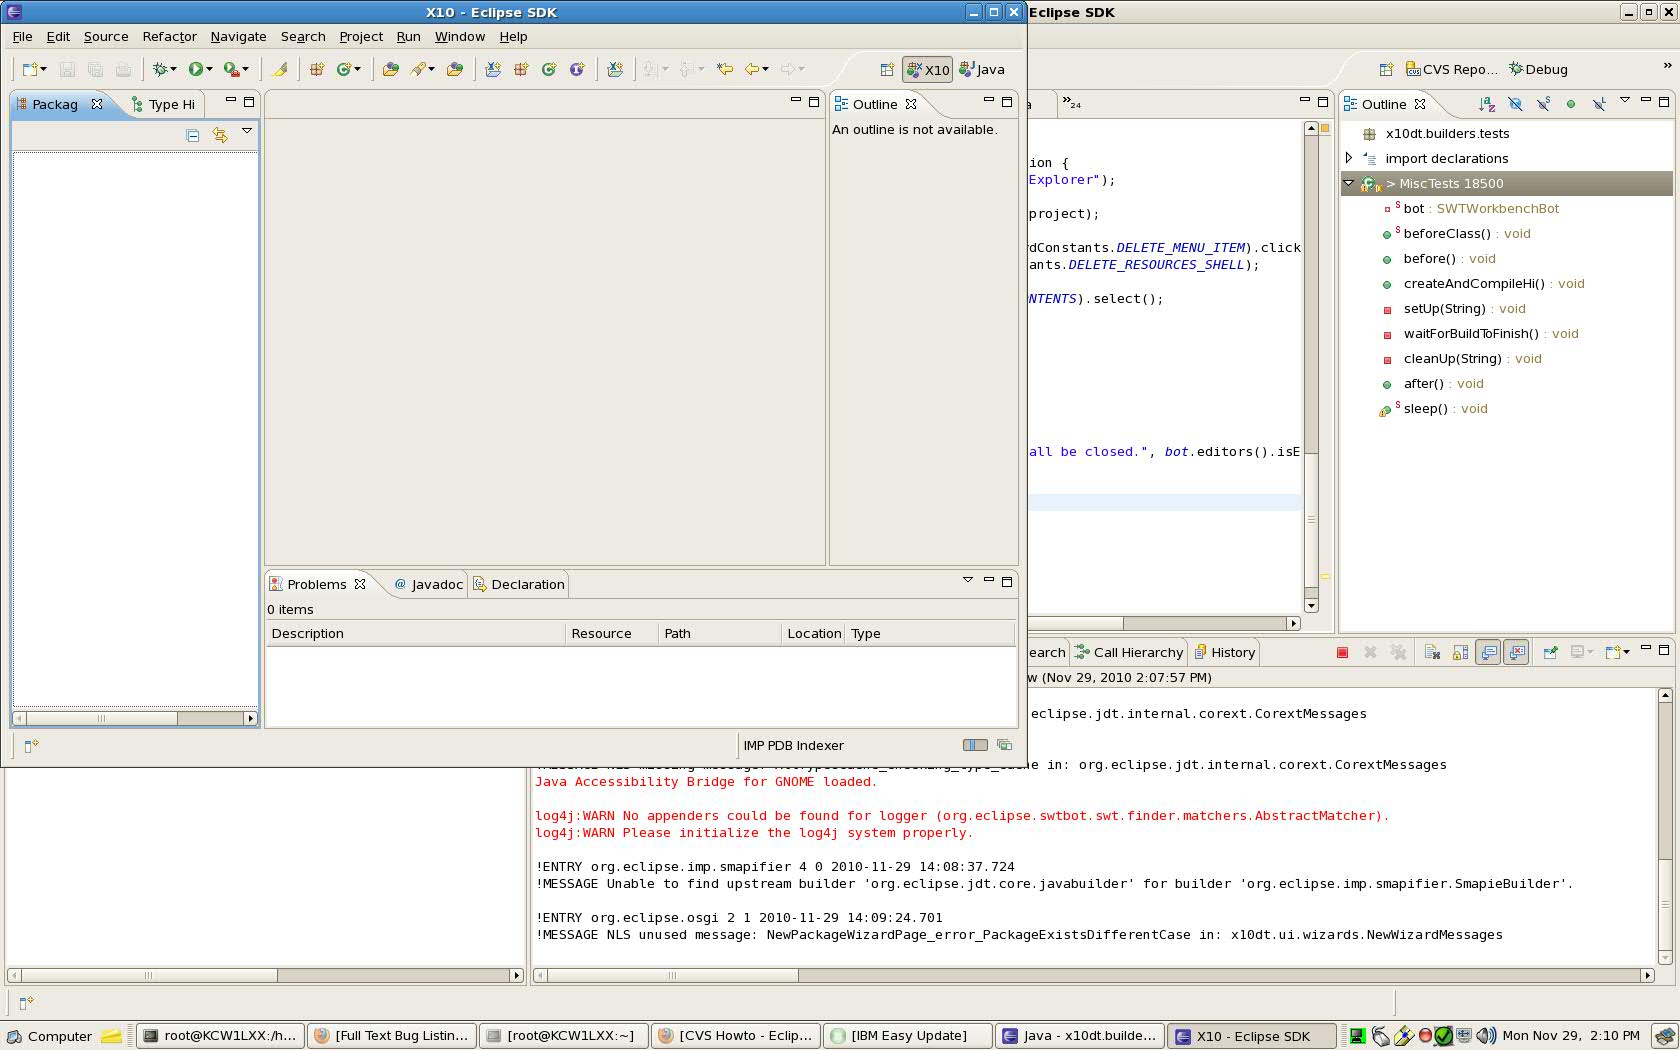 X10 - Eclipse SDK
Eclipse SDK
File Edit Source Refactor Navigate Search Project Run Window Help
X10 Java
CVS Repo... Debug »
Packag Type Hi
Outline
»24
Outline
An outline is not available.
x10dt.builders.tests
import declarations
> MiscTests 18500
bot : SWTWorkbenchBot
beforeClass() : void
before() : void
createAndCompileHi() : void
setUp(String) : void
waitForBuildToFinish() : void
cleanUp(String) : void
after() : void
sleep() : void
ion {
Explorer");
project);
dConstants.DELETE_MENU_ITEM).click
ants.DELETE_RESOURCES_SHELL);
NTENTS).select();
all be closed.", bot.editors().isE
Problems Javadoc Declaration
0 items
Description Resource Path Location Type
IMP PDB Indexer
earch Call Hierarchy History
w (Nov 29, 2010 2:07:57 PM)
eclipse.jdt.internal.corext.CorextMessages
in: org.eclipse.jdt.internal.corext.CorextMessages
Java Accessibility Bridge for GNOME loaded.
log4j:WARN No appenders could be found for logger (org.eclipse.swtbot.swt.finder.matchers.AbstractMatcher).
log4j:WARN Please initialize the log4j system properly.
!ENTRY org.eclipse.imp.smapifier 4 0 2010-11-29 14:08:37.724
!MESSAGE Unable to find upstream builder 'org.eclipse.jdt.core.javabuilder' for builder 'org.eclipse.imp.smapifier.SmapieBuilder'.
!ENTRY org.eclipse.osgi 2 1 2010-11-29 14:09:24.701
!MESSAGE NLS unused message: NewPackageWizardPage_error_PackageExistsDifferentCase in: x10dt.ui.wizards.NewWizardMessages
Computer root@KCW1LXX:/h... [Full Text Bug Listin... [root@KCW1LXX:~] [CVS Howto - Eclip... [IBM Easy Update] Java - x10dt.builde... X10 - Eclipse SDK Mon Nov 29, 2:10 PM